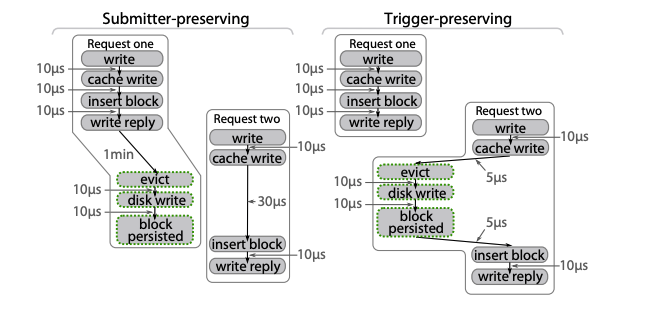 Submitter-preserving
Request one
write
10µs
cache write
10µs
insert block
10µs
write reply
1min
evict
10µs
disk write
10µs
block
persisted
Request two
write
10µs
cache write
30µs
insert block
10µs
write reply
Trigger-preserving
Request one
write
10µs
cache write
10µs
insert block
10µs
write reply
Request two
write
10µs
cache write
5µs
evict
10µs
disk write
10µs
block
persisted
5µs
insert block
10µs
write reply